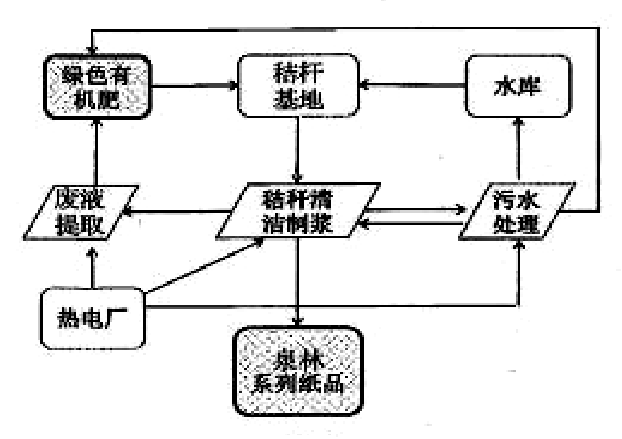 绿色有
机肥
秸秆
基地
水库
废液
提取
秸秆清
洁制浆
污水
处理
热电厂
泉林
系列纸品